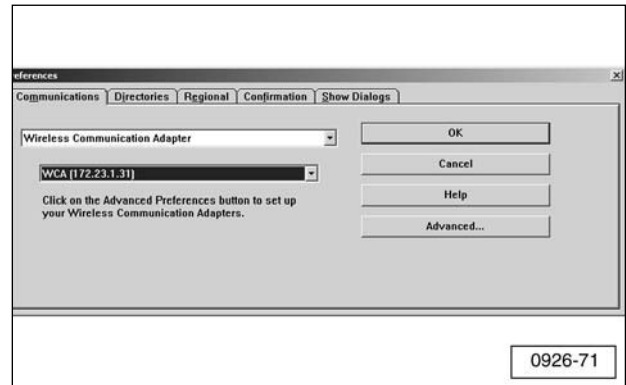 eferences
Communications Directories Regional Confirmation Show Dialogs
Wireless Communication Adapter
OK
WCA (172.23.1.31)
Cancel
Click on the Advanced Preferences button to set up
your Wireless Communication Adapters.
Help
Advanced...
0926-71